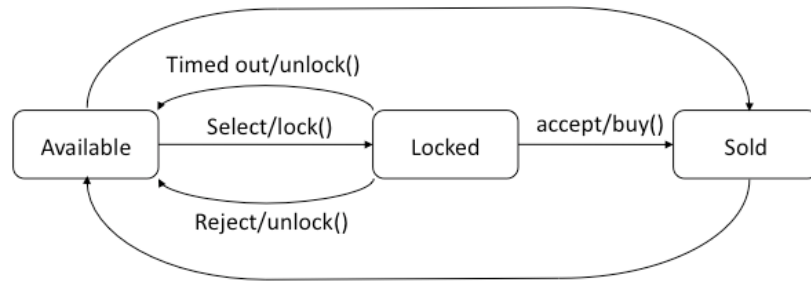 Timed out/unlock()
Select/lock()
accept/buy()
Available
Locked
Sold
Reject/unlock()